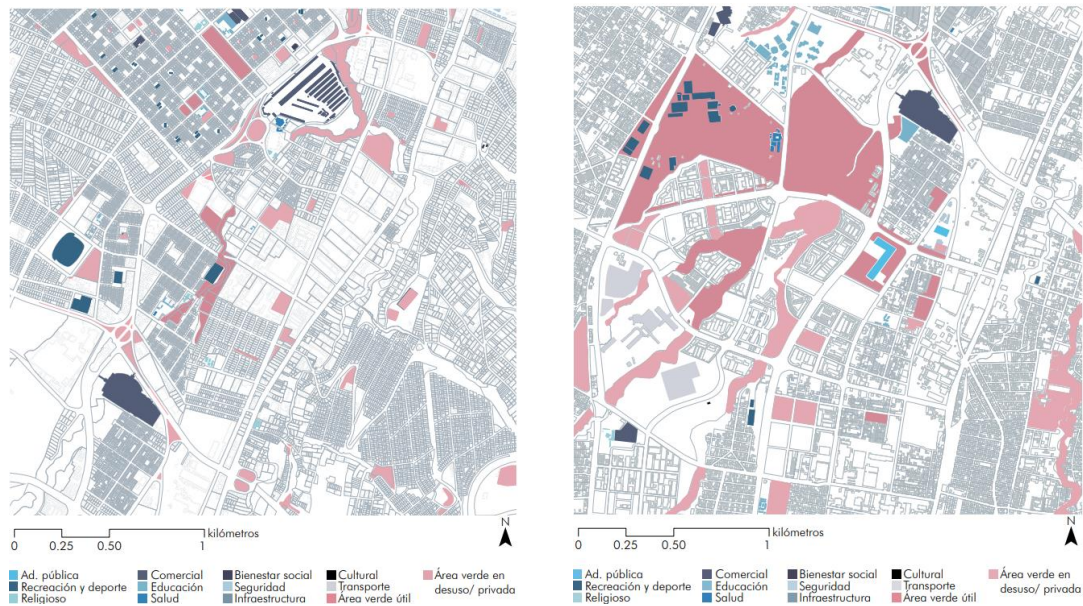 N
kilómetros
0 0.25 0.50 1
Ad. pública
Recreación y deporte
Religioso
Comercial
Educación
Salud
Bienestar social
Seguridad
Infraestructura
Cultural
Transporte
Área verde útil
Área verde en
desuso/ privada
N
kilómetros
0 0.25 0.50 1
Ad. pública
Recreación y deporte
Religioso
Comercial
Educación
Salud
Bienestar social
Seguridad
Infraestructura
Cultural
Transporte
Área verde útil
Área verde en
desuso/ privada